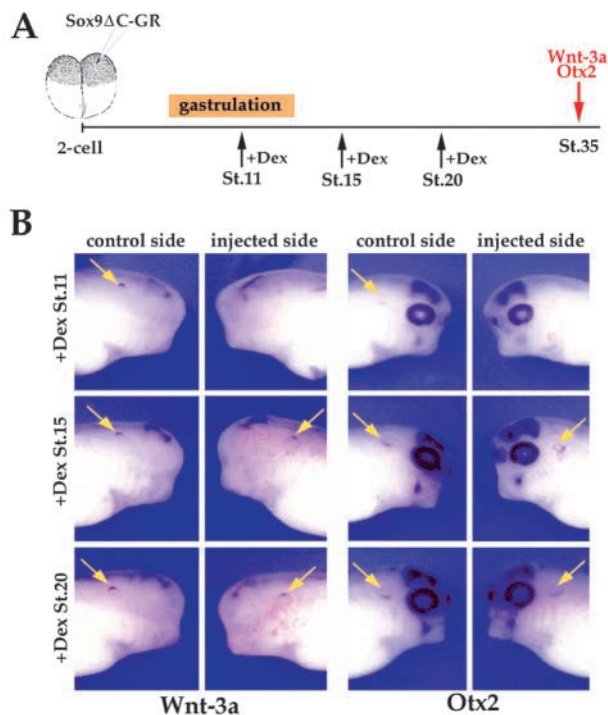 A
Sox9ΔC-GR
Wnt-3a
Otx2
gastrulation
2-cell
+Dex
St.11
+Dex
St.15
+Dex
St.20
St.35
B
control side
injected side
control side
injected side
+Dex St.11
+Dex St.15
+Dex St.20
Wnt-3a
Otx2